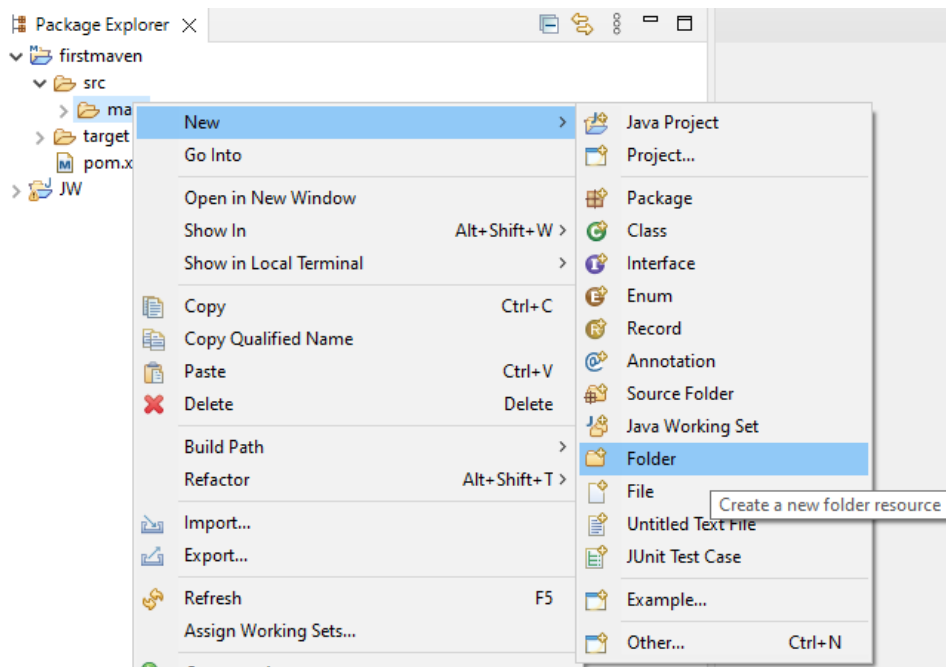 Package Explorer
firstmaven
src
ma
target
pom.x
JW
New
Go Into
Open in New Window
Show In Alt+Shift+W >
Show in Local Terminal >
Copy Ctrl+C
Copy Qualified Name
Paste Ctrl+V
Delete Delete
Build Path >
Refactor Alt+Shift+T >
Import...
Export...
Refresh F5
Assign Working Sets...
Java Project
Project...
Package
Class
Interface
Enum
Record
Annotation
Source Folder
Java Working Set
Folder
File
Create a new folder resource
Untitled Text File
JUnit Test Case
Example...
Other... Ctrl+N